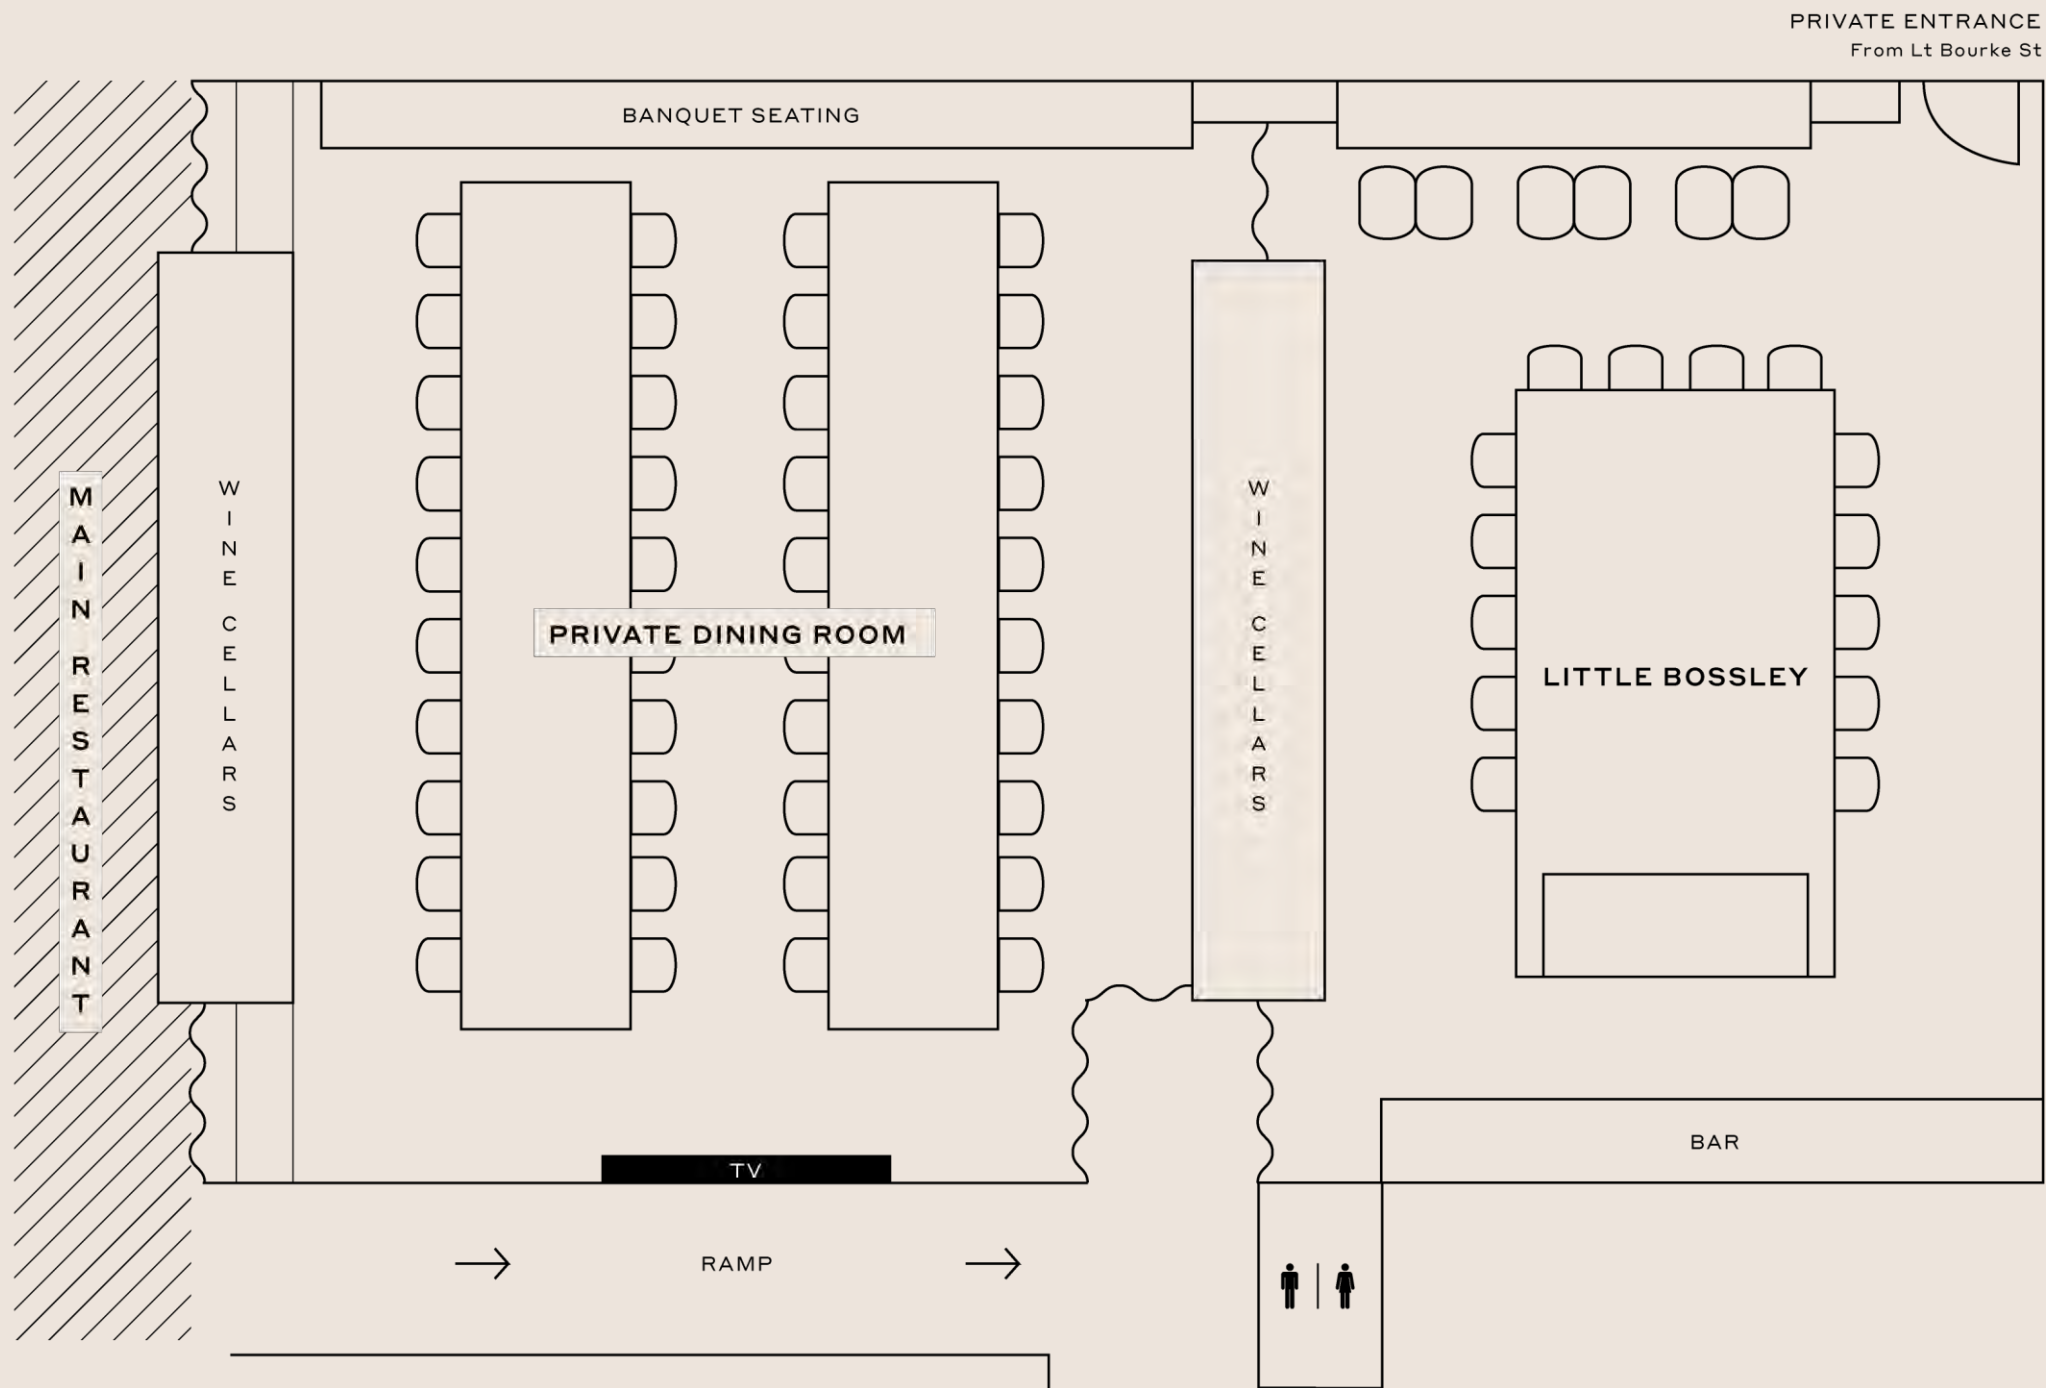 PRIVATE ENTRANCE
From Lt Bourke St
BANQUET SEATING
MAIN RESTAURANT
WINE CELLARS
PRIVATE DINING ROOM
WINE CELLARS
LITTLE BOSSLEY
BAR
TV
RAMP